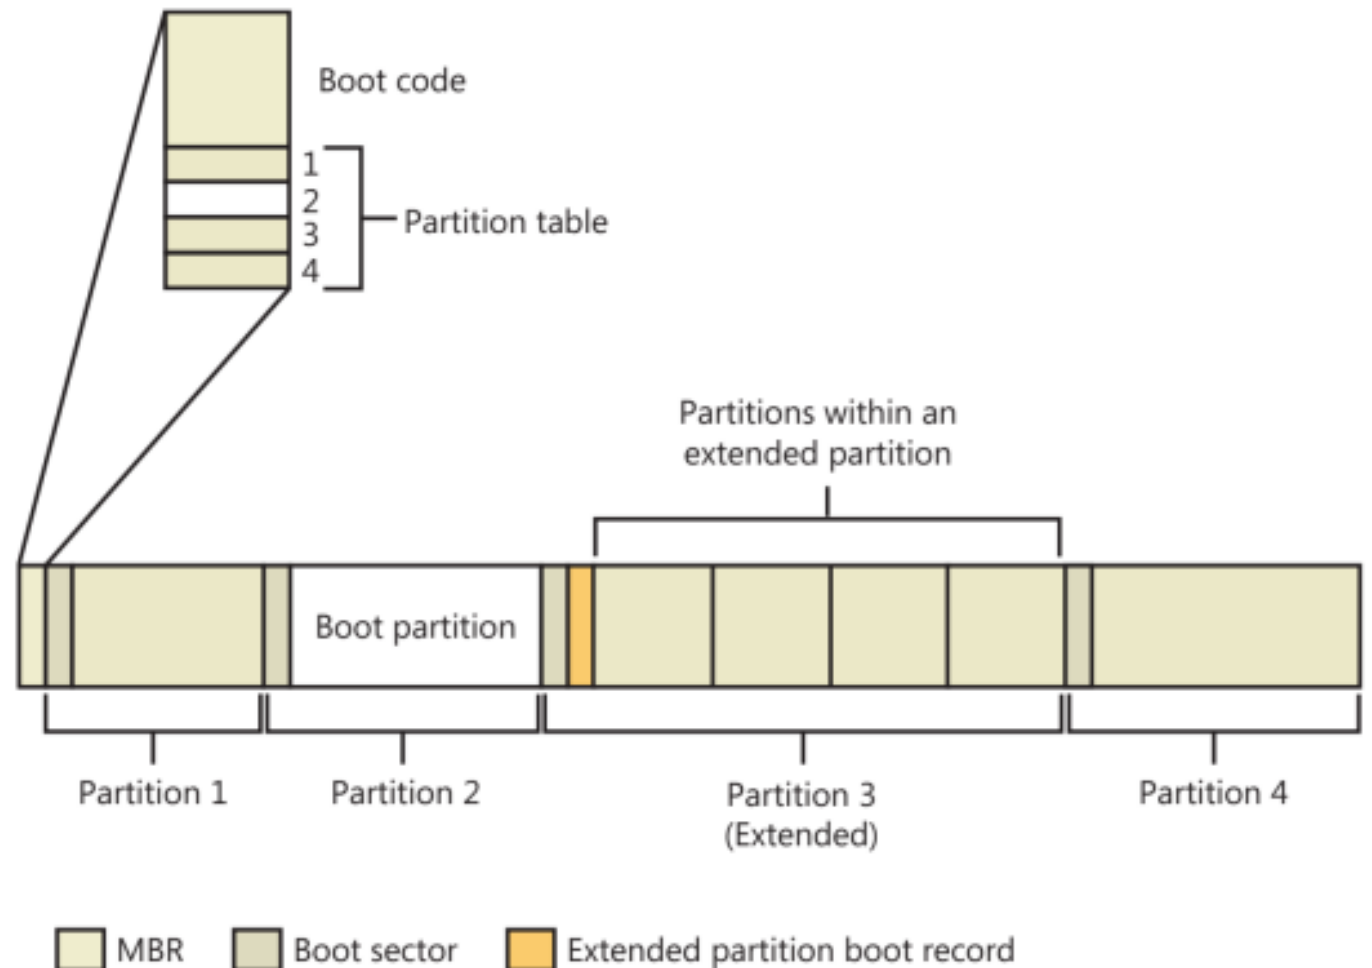 Boot code
1
2
3
4
Partition table
Partitions within an
extended partition
Boot partition
Partition 1
Partition 2
Partition 3
(Extended)
Partition 4
MBR
Boot sector
Extended partition boot record